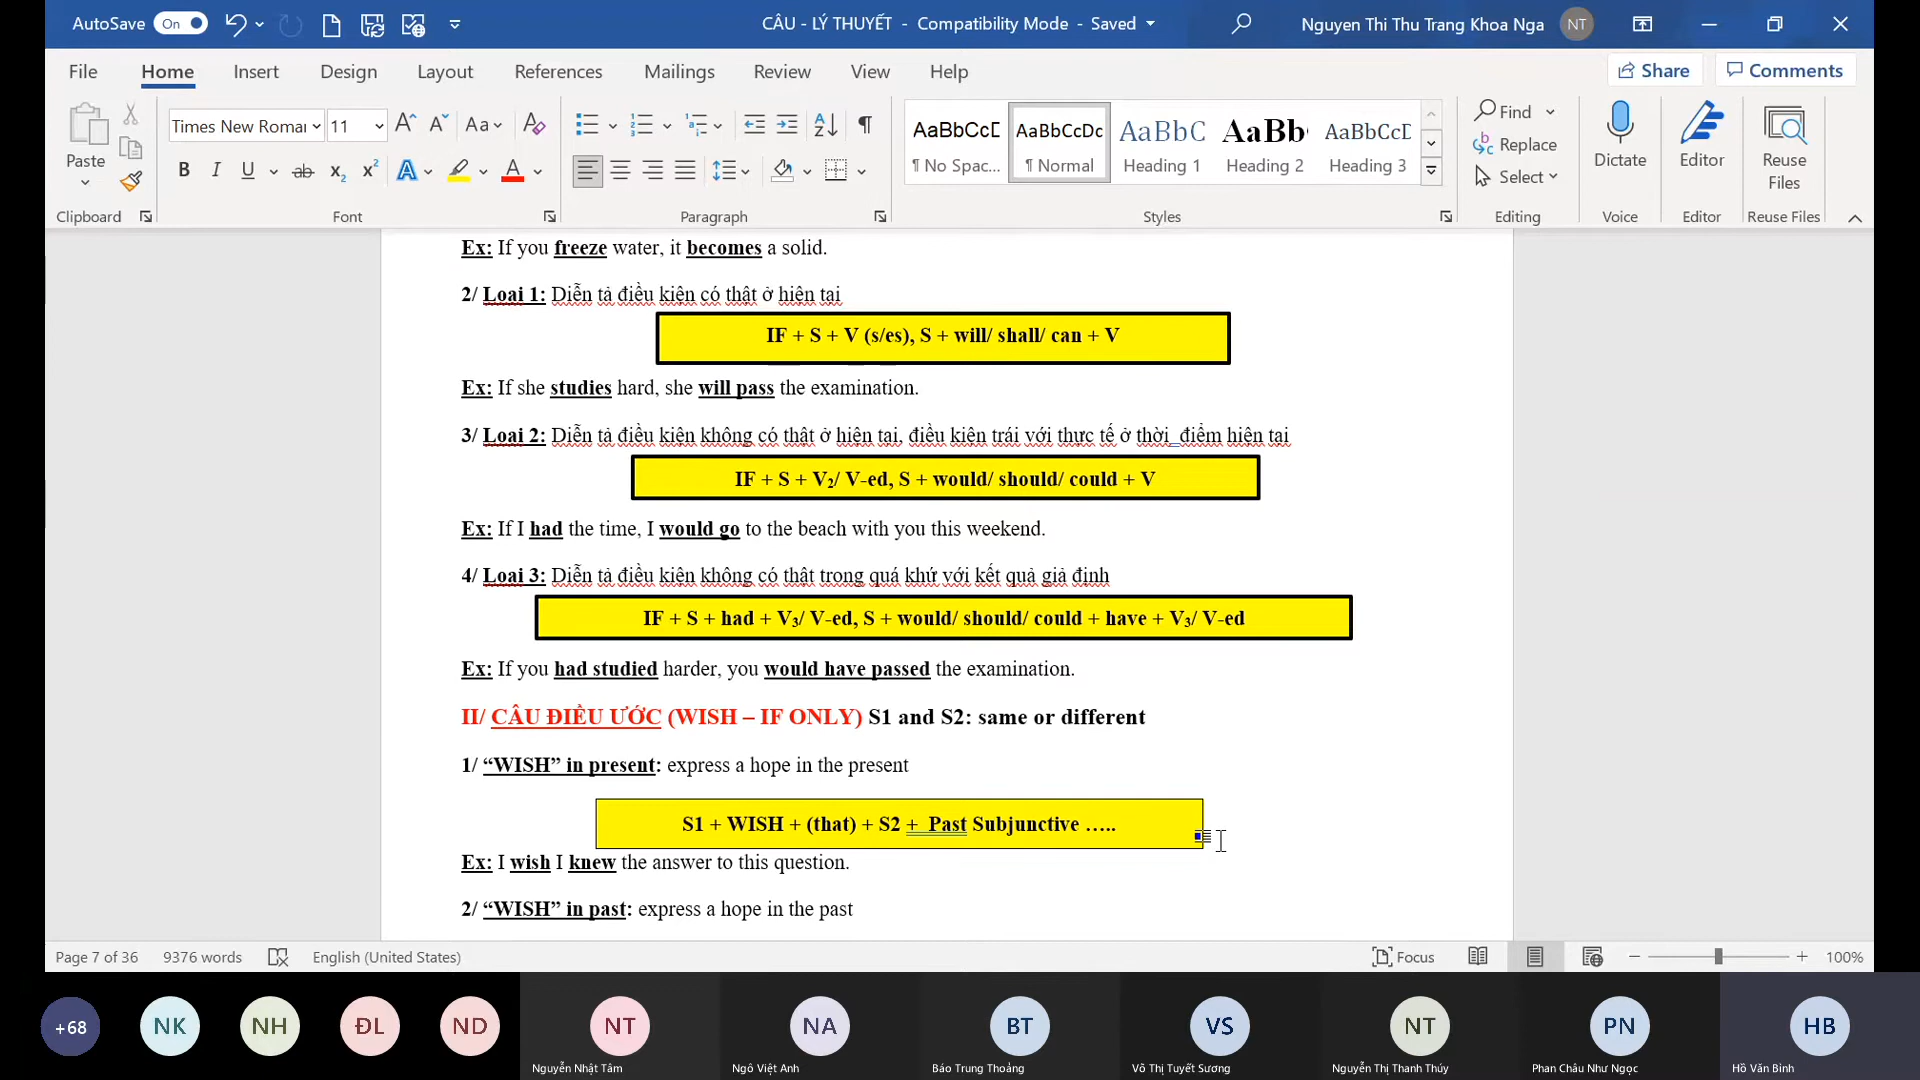 AutoSave On
CÂU - LÝ THUYẾT - Compatibility Mode - Saved
Nguyen Thi Thu Trang Khoa Nga NT
File Home Insert Design Layout References Mailings Review View Help
Share Comments
Paste
Clipboard
Times New Roma 11
Aa
B I U ab x₂ x² A A
Font
Paragraph
AaBbCcD AaBbCcDc AaBbC AaBb AaBbCcD
¶ No Spac... ¶ Normal Heading 1 Heading 2 Heading 3
Styles
Find
Replace
Select
Editing
Dictate
Voice
Editor
Editor
Reuse Files
Reuse Files
Ex: If you freeze water, it becomes a solid.
2/ Loại 1: Diễn tả điều kiện có thật ở hiện tại
IF + S + V (s/es), S + will/ shall/ can + V
Ex: If she studies hard, she will pass the examination.
3/ Loại 2: Diễn tả điều kiện không có thật ở hiện tại, điều kiện trái với thực tế ở thời điểm hiện tại
IF + S + V₂/ V-ed, S + would/ should/ could + V
Ex: If I had the time, I would go to the beach with you this weekend.
4/ Loại 3: Diễn tả điều kiện không có thật trong quá khứ với kết quả giả định
IF + S + had + V₃/ V-ed, S + would/ should/ could + have + V₃/ V-ed
Ex: If you had studied harder, you would have passed the examination.
II/ CÂU ĐIỀU ƯỚC (WISH – IF ONLY) S1 and S2: same or different
1/ “WISH” in present: express a hope in the present
S1 + WISH + (that) + S2 + Past Subjunctive …..
Ex: I wish I knew the answer to this question.
2/ “WISH” in past: express a hope in the past
Page 7 of 36 9376 words English (United States) Focus 100%
+68 NK NH ĐL ND NT NA BT VS NT PN HB
Nguyễn Nhật Tâm Ngô Việt Anh Báo Trung Thoảng Võ Thị Tuyết Sương Nguyễn Thị Thanh Thúy Phan Châu Như Ngọc Hồ Văn Bình